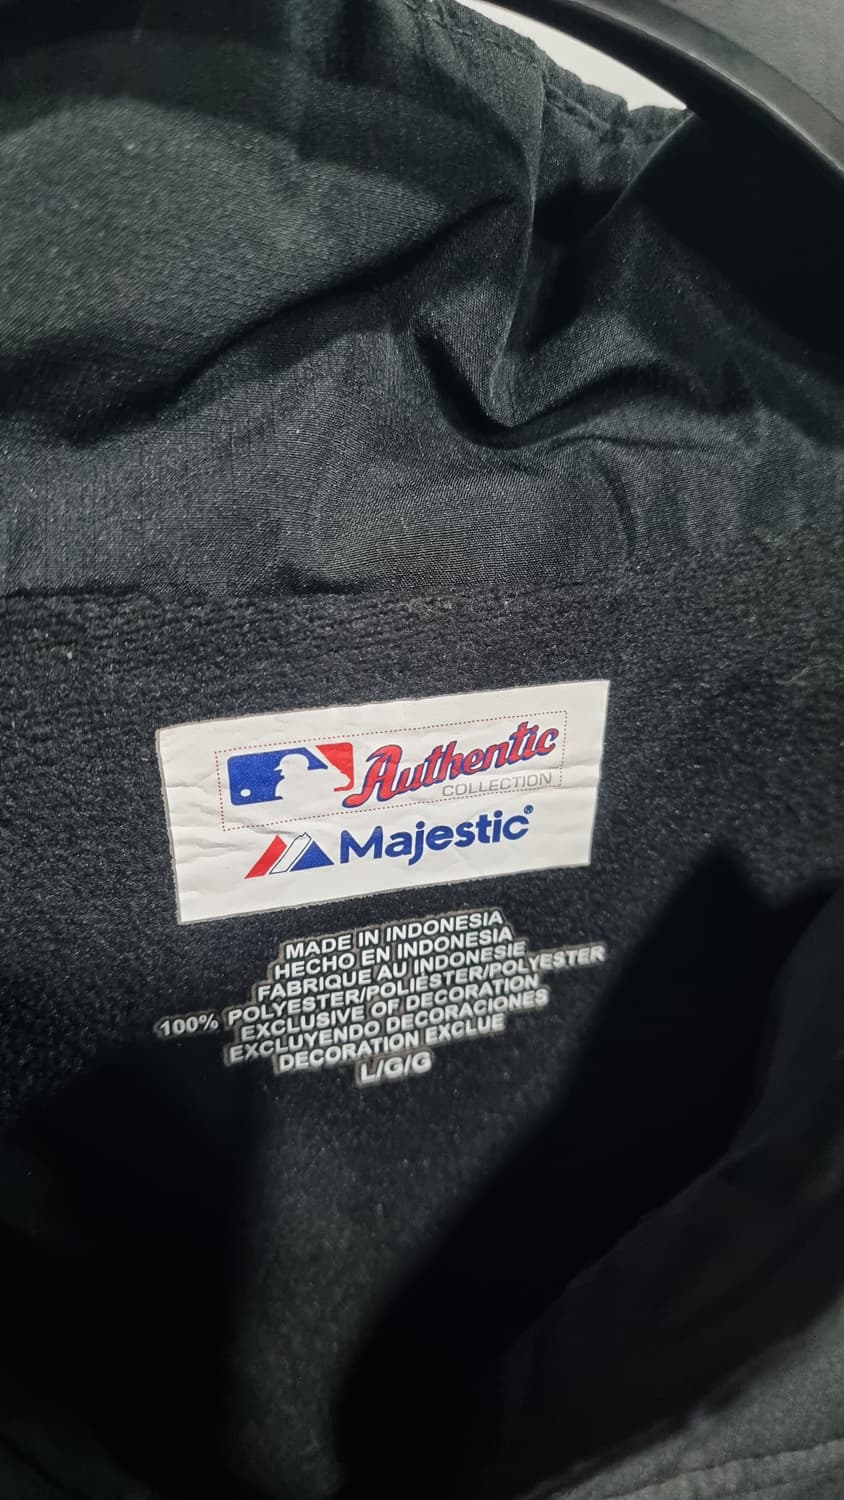 Authentic
COLLECTION
Majestic®
MADE IN INDONESIA
HECHO EN INDONESIA
FABRIQUE AU INDONESIE
100% POLYESTER/POLIÉSTER/POLYESTER
EXCLUSIVE OF DECORATION
EXCLUYENDO DECORACIONES
DECORATION EXCLUE
L/G/G